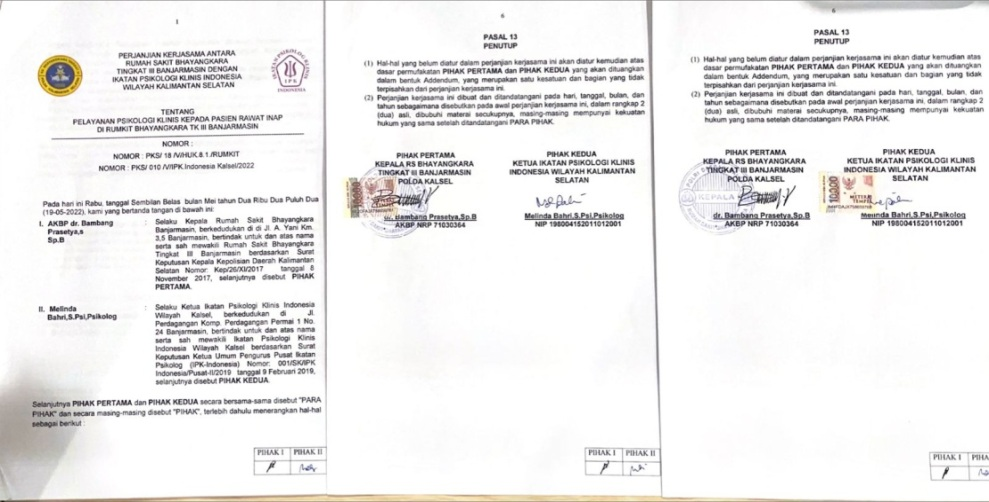 1
PERJANJIAN KERJASAMA ANTARA
RUMAH SAKIT BHAYANGKARA
TINGKAT III BANJARMASIN DENGAN
IKATAN PSIKOLOGI KLINIS INDONESIA
WILAYAH KALIMANTAN SELATAN
IKATAN PSIKOLOG KLINIS
IPK
INDONESIA
TENTANG
PELAYANAN PSIKOLOGI KLINIS KEPADA PASIEN RAWAT INAP
DI RUMKIT BHAYANGKARA TK III BANJARMASIN
NOMOR :
NOMOR : PKS/ 18 /V/HUK.8.1./RUMKIT
NOMOR : PKS/ 010 /V/IPK.Indonesia Kalsel/2022
Pada hari ini Rabu, tanggal Sembilan Belas bulan Mei tahun Dua Ribu Dua Puluh Dua
(19-05-2022), kami yang bertanda tangan di bawah ini:
I. AKBP dr. Bambang Prasetya,s Sp.B
: Selaku Kepala Rumah Sakit Bhayangkara
Banjarmasin, berkedudukan di di Jl. A. Yani Km.
3,5 Banjarmasin, bertindak untuk dan atas nama
serta sah mewakili Rumah Sakit Bhayangkara
Tingkat III Banjarmasin berdasarkan Surat
Keputusan Kepala Kepolisian Daerah Kalimantan
Selatan Nomor: Kep/26/XI/2017 tanggal 8
November 2017, selanjutnya disebut PIHAK
PERTAMA.
II. Melinda Bahri,S.Psi,Psikolog
: Selaku Ketua Ikatan Psikologi Klinis Indonesia
Wilayah Kalsel, berkedudukan di Jl.
Perdagangan Komp. Perdagangan Permai 1 No.
24 Banjarmasin, bertindak untuk dan atas nama
serta sah mewakili Ikatan Psikologi Klinis
Indonesia Wilayah Kalsel berdasarkan Surat
Keputusan Ketua Umum Pengurus Pusat Ikatan
Psikolog (IPK-Indonesia) Nomor: 001/SK/IPK
Indonesia/Pusat-II/2019 tanggal 9 Februari 2019,
selanjutnya disebut PIHAK KEDUA.
Selanjutnya PIHAK PERTAMA dan PIHAK KEDUA secara bersama-sama disebut "PARA
PIHAK" dan secara masing-masing disebut "PIHAK", terlebih dahulu menerangkan hal-hal
sebagai berikut :
PIHAK I PIHAK II
6
PASAL 13
PENUTUP
(1) Hal-hal yang belum diatur dalam perjanjian kerjasama ini akan diatur kemudian atas
dasar permufakatan PIHAK PERTAMA dan PIHAK KEDUA yang akan dituangkan
dalam bentuk Addendum, yang merupakan satu kesatuan dan bagian yang tidak
terpisahkan dari perjanjian kerjasama ini.
(2) Perjanjian kerjasama ini dibuat dan ditandatangani pada hari, tanggal, bulan, dan
tahun sebagaimana disebutkan pada awal perjanjian kerjasama ini, dalam rangkap 2
(dua) asli, dibubuhi materai secukupnya, masing-masing mempunyai kekuatan
hukum yang sama setelah ditandatangani PARA PIHAK.
PIHAK PERTAMA
KEPALA RS BHAYANGKARA
TINGKAT III BANJARMASIN
POLDA KALSEL
dr. Bambang Prasetya,Sp.B
AKBP NRP 71030364
PIHAK KEDUA
KETUA IKATAN PSIKOLOGI KLINIS
INDONESIA WILAYAH KALIMANTAN
SELATAN
Melinda Bahri,S.Psi,Psikolog
NIP 198004152011012001
PIHAK I PIHAK II
6
PASAL 13
PENUTUP
(1) Hal-hal yang belum diatur dalam perjanjian kerjasama ini akan diatur kemudian atas
dasar permufakatan PIHAK PERTAMA dan PIHAK KEDUA yang akan dituangkan
dalam bentuk Addendum, yang merupakan satu kesatuan dan bagian yang tidak
terpisahkan dari perjanjian kerjasama ini.
(2) Perjanjian kerjasama ini dibuat dan ditandatangani pada hari, tanggal, bulan, dan
tahun sebagaimana disebutkan pada awal perjanjian kerjasama ini, dalam rangkap 2
(dua) asli, dibubuhi materai secukupnya, masing-masing mempunyai kekuatan
hukum yang sama setelah ditandatangani PARA PIHAK.
PIHAK PERTAMA
KEPALA RS BHAYANGKARA
TINGKAT III BANJARMASIN
POLDA KALSEL
KEPALA
dr. Bambang Prasetya,Sp.B
AKBP NRP 71030364
PIHAK KEDUA
KETUA IKATAN PSIKOLOGI KLINIS
INDONESIA WILAYAH KALIMANTAN
SELATAN
10000
METERAI
TEMPEL
Melinda Bahri,S.Psi,Psikolog
NIP 198004152011012001
PIHAK I PIHA